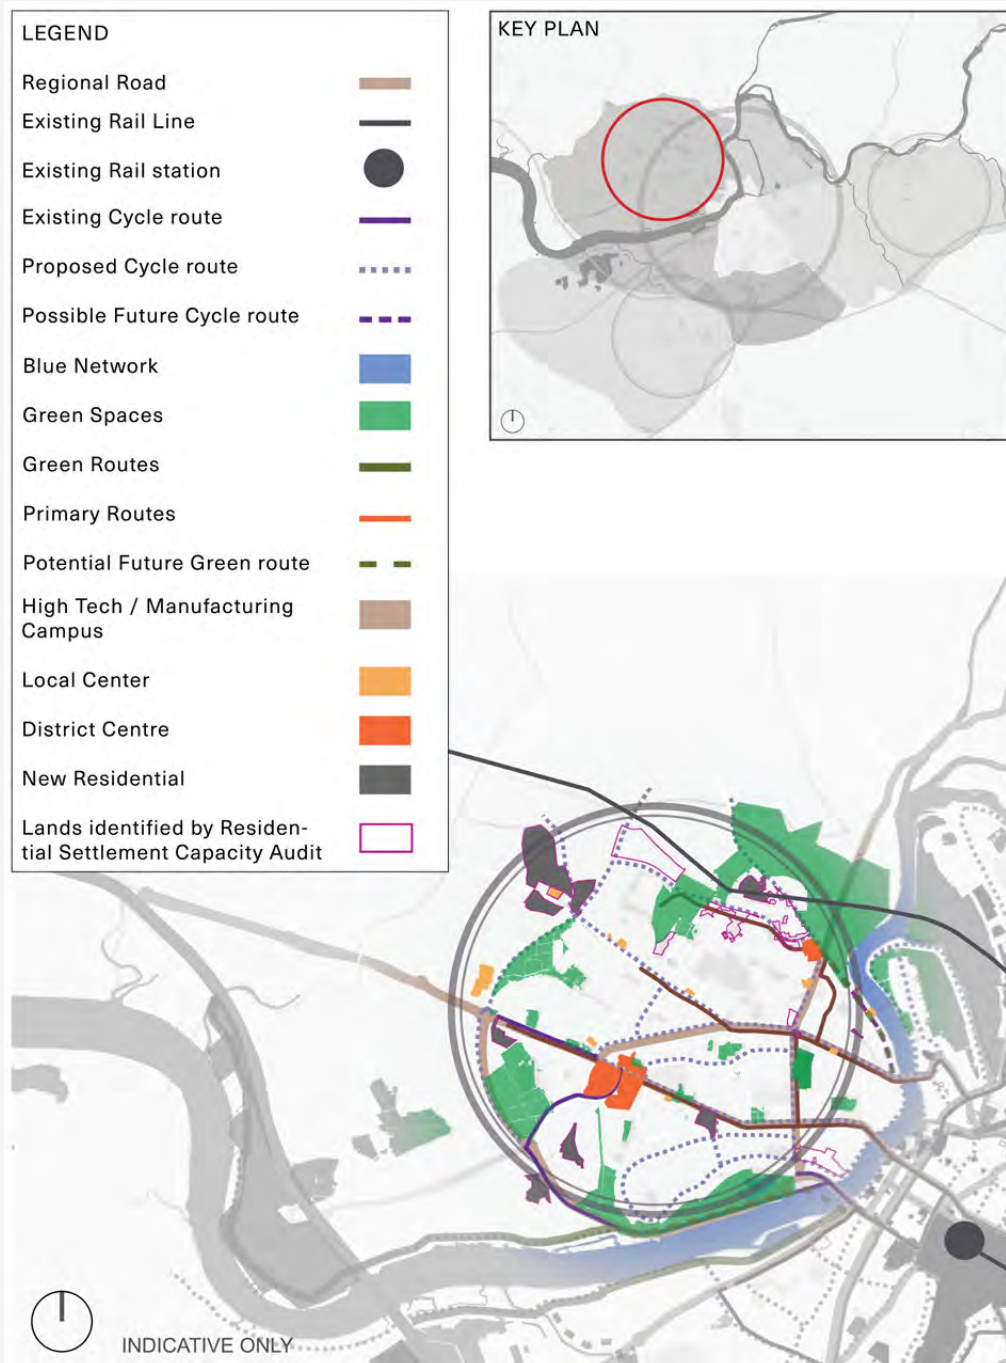 LEGEND
Regional Road
Existing Rail Line
Existing Rail station
Existing Cycle route
Proposed Cycle route
Possible Future Cycle route
Blue Network
Green Spaces
Green Routes
Primary Routes
Potential Future Green route
High Tech / Manufacturing
Campus
Local Center
District Centre
New Residential
Lands identified by Residen-
tial Settlement Capacity Audit
KEY PLAN
INDICATIVE ONLY